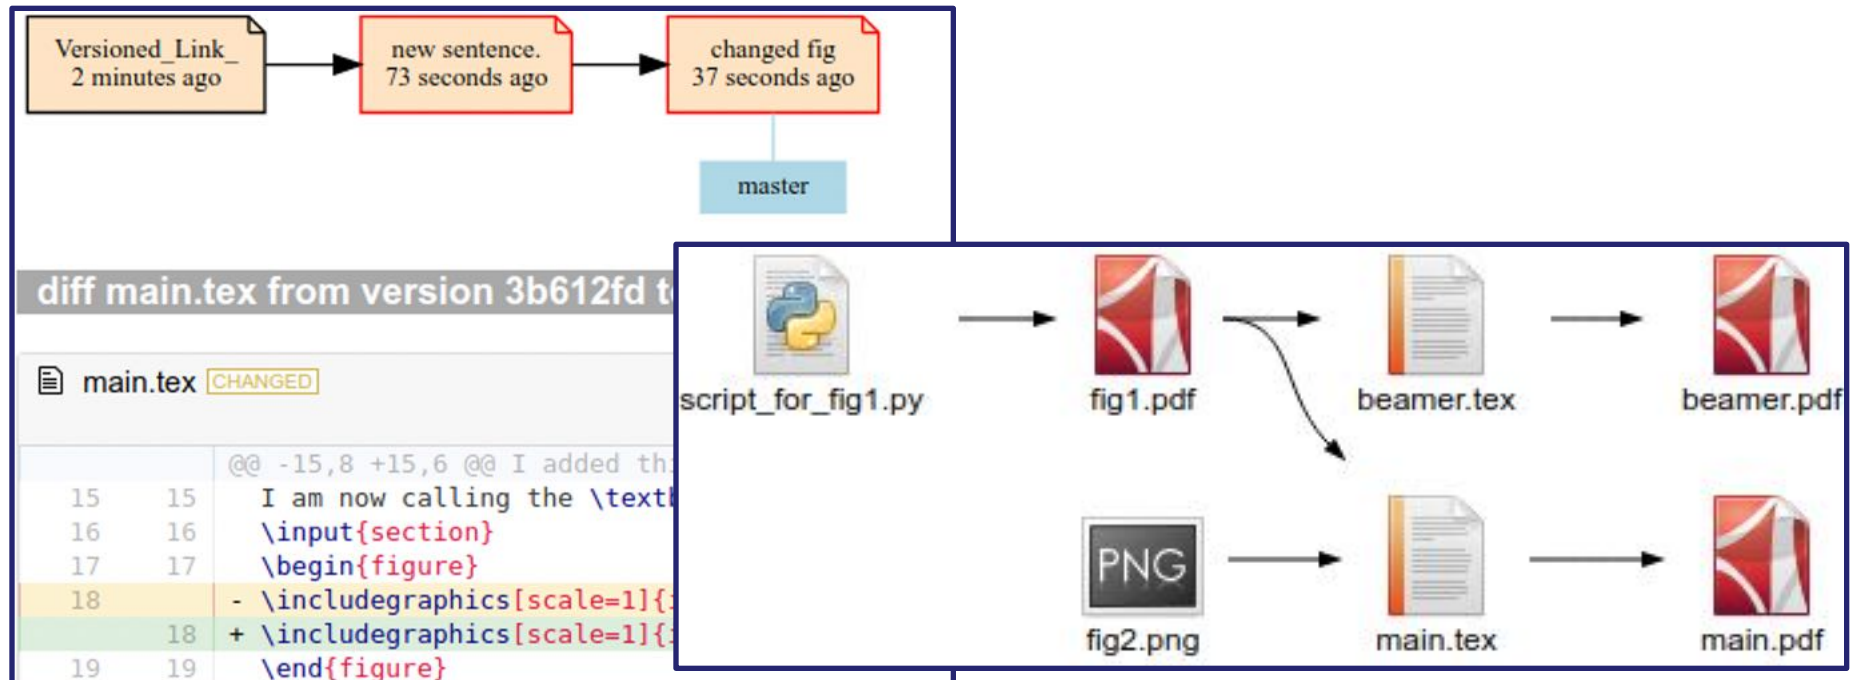 Versioned_Link_
2 minutes ago
new sentence.
73 seconds ago
changed fig
37 seconds ago
master
diff main.tex from version 3b612fd
main.tex CHANGED
@@ -15,8 +15,6 @@ I added
15 15 I am now calling the
16 16 \input{section}
17 17 \begin{figure}
18 - \includegraphics[scale=1]{
18 + \includegraphics[scale=1]{
19 19 \end{figure}
script_for_fig1.py
fig1.pdf
beamer.tex
beamer.pdf
PNG
fig2.png
main.tex
main.pdf